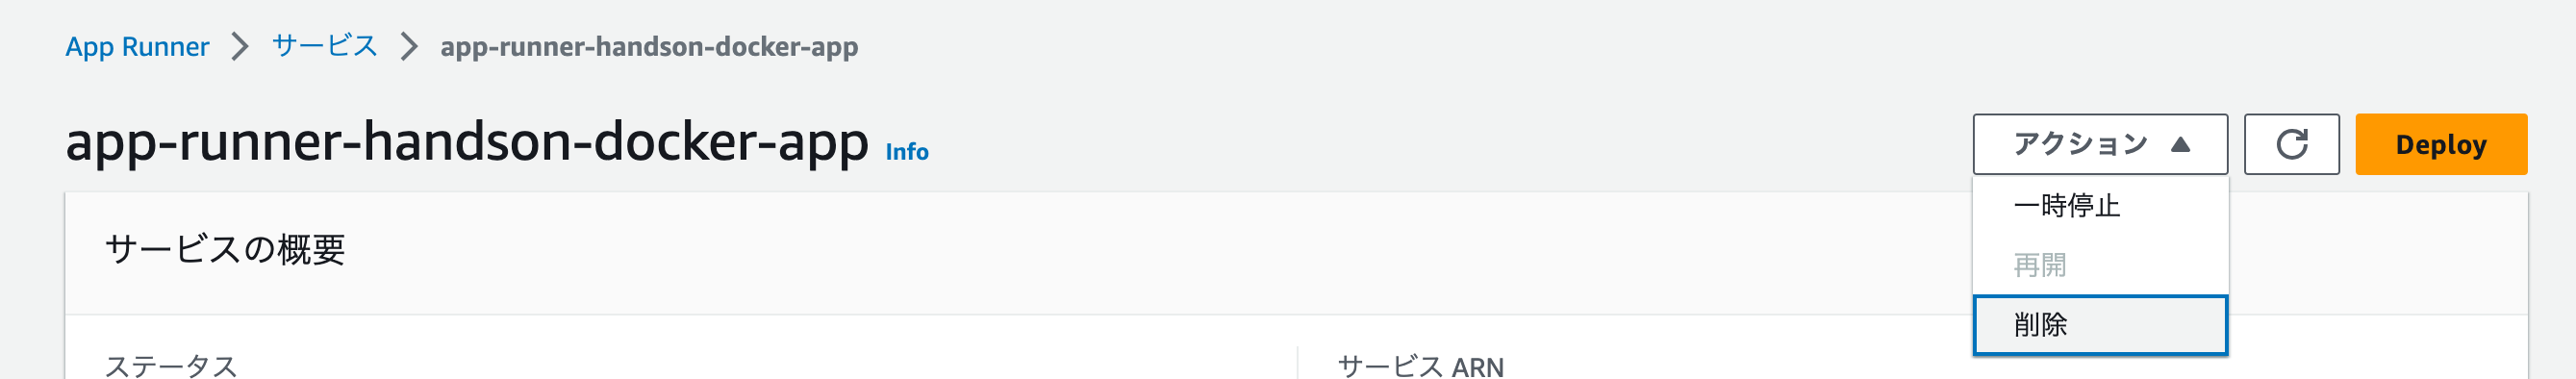 App Runner > サービス > app-runner-handson-docker-app
app-runner-handson-docker-app Info
アクション ▲
Deploy
一時停止
再開
削除
サービスの概要
ステータス
サービス ARN